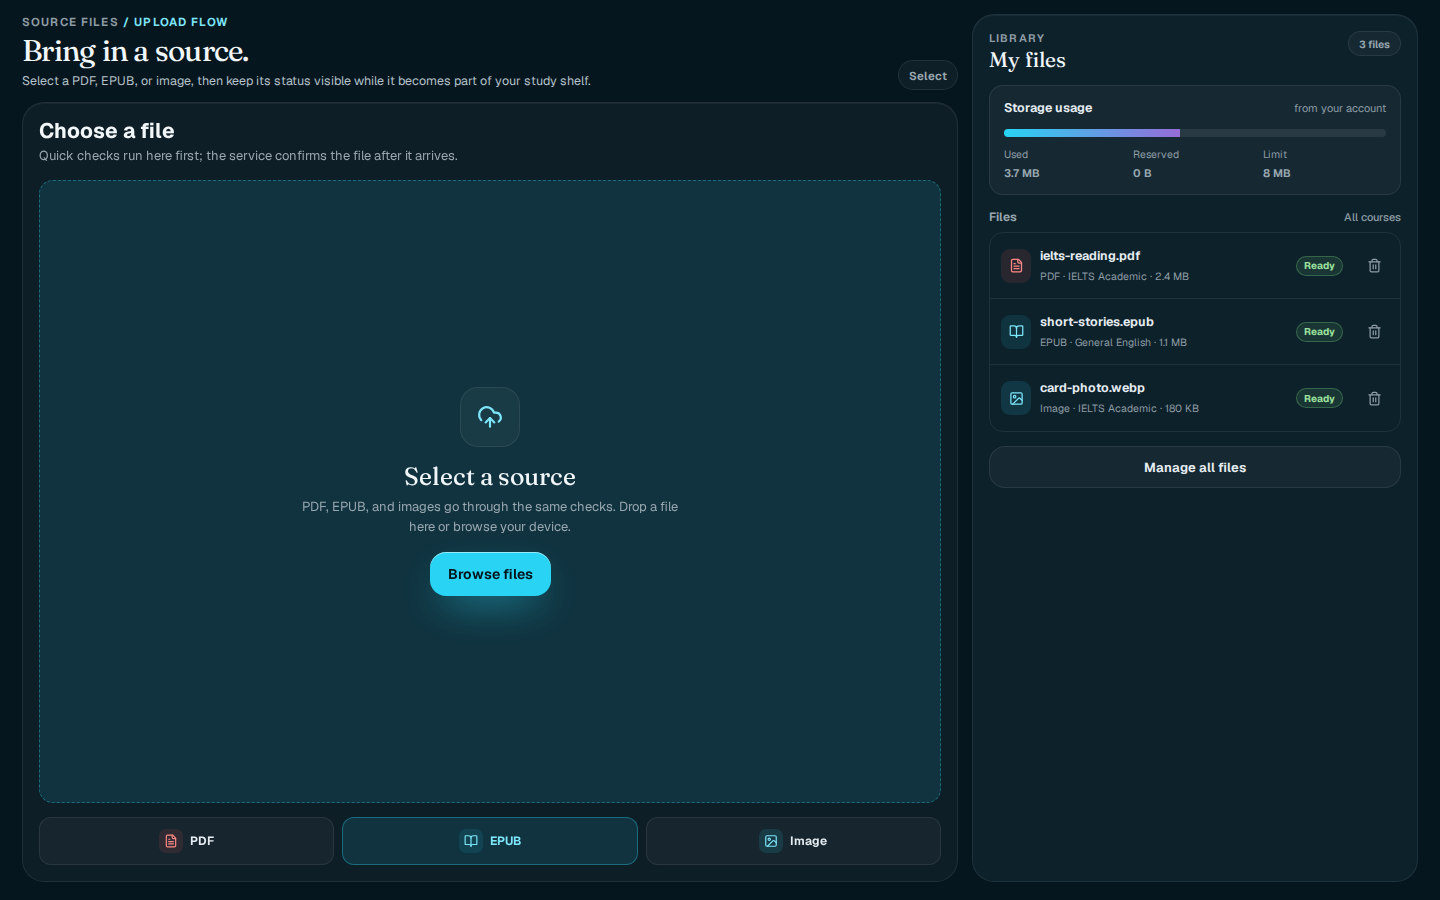 SOURCE FILES / UPLOAD FLOW
Bring in a source.
Select a PDF, EPUB, or image, then keep its status visible while it becomes part of your study shelf.
Select
Choose a file
Quick checks run here first; the service confirms the file after it arrives.
Select a source
PDF, EPUB, and images go through the same checks. Drop a file
here or browse your device.
Browse files
PDF
EPUB
Image
LIBRARY
My files
3 files
Storage usage
from your account
Used
Reserved
Limit
3.7 MB
0 B
8 MB
Files
All courses
ielts-reading.pdf
PDF · IELTS Academic · 2.4 MB
Ready
short-stories.epub
EPUB · General English · 1.1 MB
Ready
card-photo.webp
Image · IELTS Academic · 180 KB
Ready
Manage all files